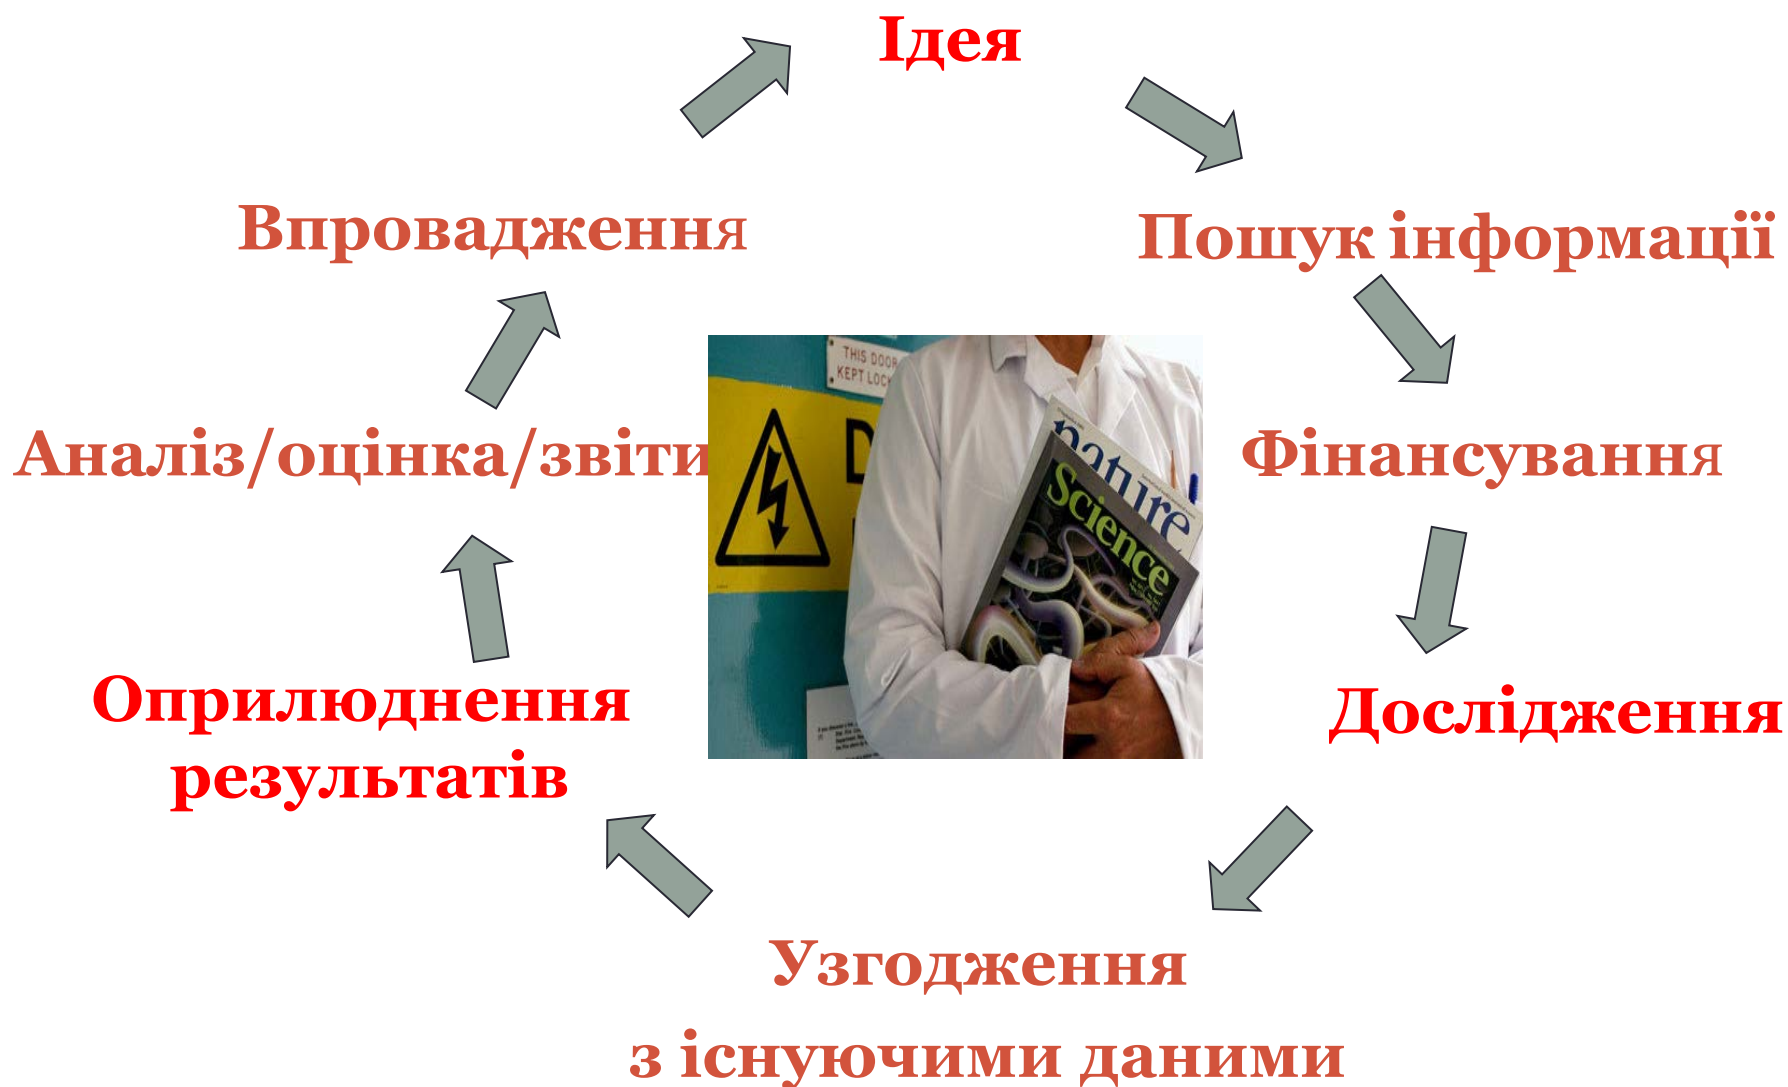 Ідея
Впровадження
Пошук інформації
THIS DOOR
KEPT LOC
Аналіз/оцінка/звіти
D
Фінансування
nature
Science
Оприлюднення
результатів
Дослідження
Узгодження
з існуючими даними